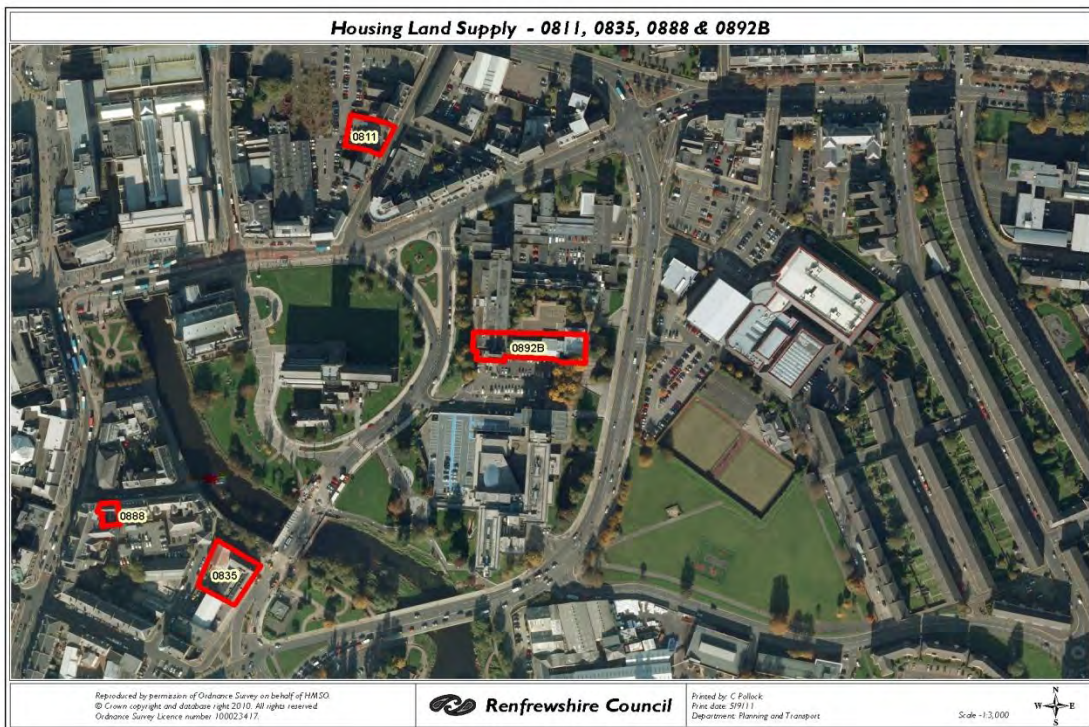 Housing Land Supply - 0811, 0835, 0888 & 0892B
0811
0892B
0888
0835
Reproduced by permission of Ordnance Survey on behalf of HMSO.
© Crown copyright and database right 2010. All rights reserved.
Ordnance Survey Licence number 100023417.
Renfrewshire Council
Printed by: C Pollock
Print date: 5/9/11
Department: Planning and Transport
Scale -1:3,000
N
W E
S